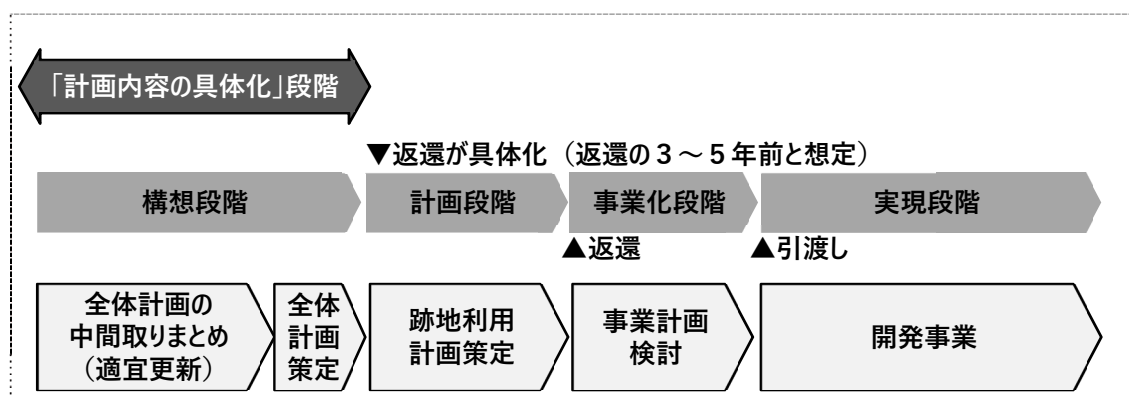 「計画内容の具体化」段階
▼返還が具体化（返還の３～５年前と想定）
構想段階
計画段階
事業化段階
実現段階
▲返還
▲引渡し
全体計画の
中間取りまとめ
（適宜更新）
全体
計画
策定
跡地利用
計画策定
事業計画
検討
開発事業